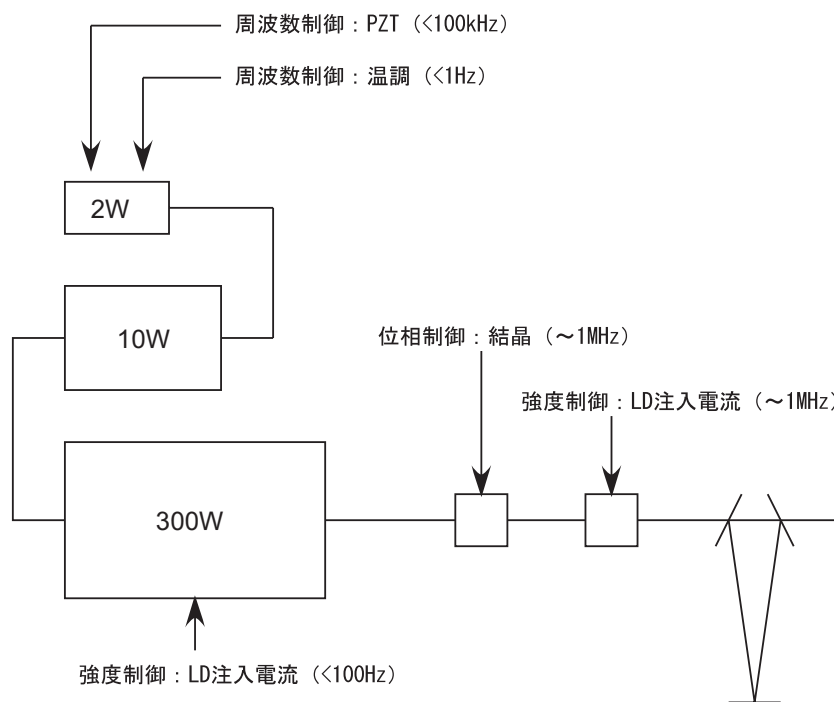 周波数制御：PZT（<100kHz）
周波数制御：温調（<1Hz）
2W
10W
位相制御：結晶（～1MHz）
強度制御：LD注入電流（～1MHz）
300W
強度制御：LD注入電流（<100Hz）